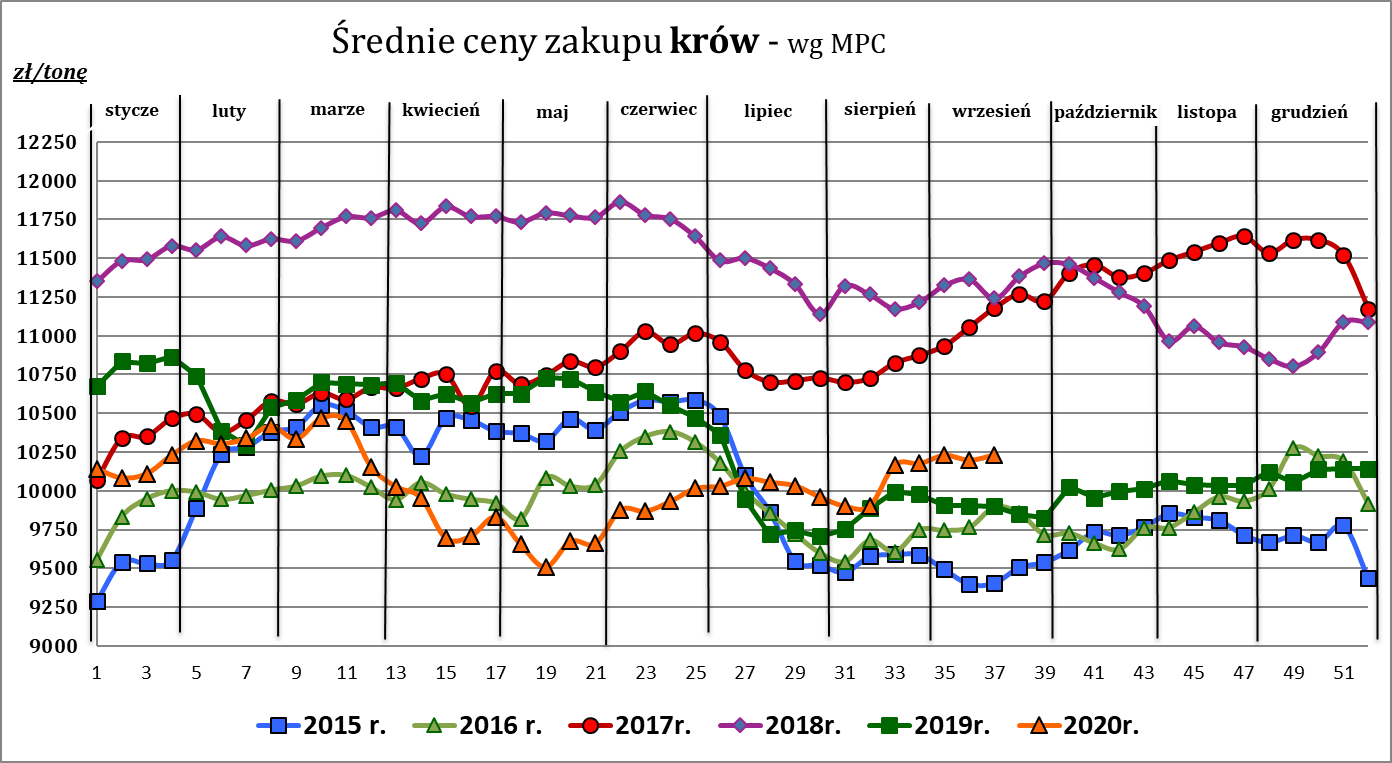 Średnie ceny zakupu krów - wg MPC
zł/tonę
stycze luty marze kwiecień maj czerwiec lipiec sierpień wrzesień październik listopa grudzień
12250
12000
11750
11500
11250
11000
10750
10500
10250
10000
9750
9500
9250
9000
1 3 5 7 9 11 13 15 17 19 21 23 25 27 29 31 33 35 37 39 41 43 45 47 49 51
2015 r. 2016 r. 2017r. 2018r. 2019r. 2020r.